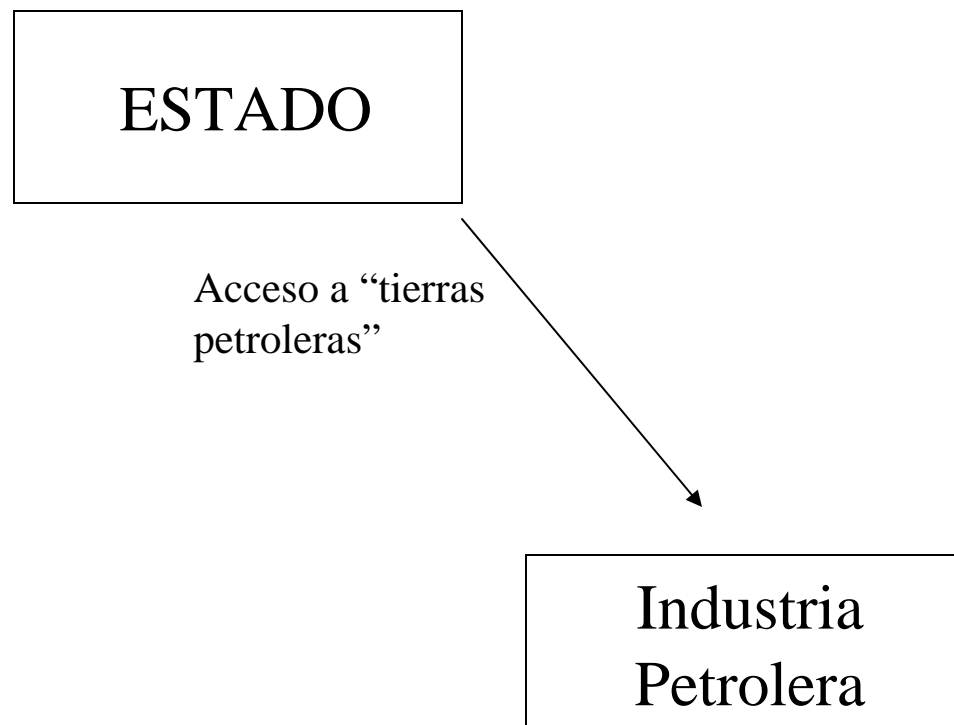 ESTADO
Acceso a “tierras
petroleras”
Industria
Petrolera